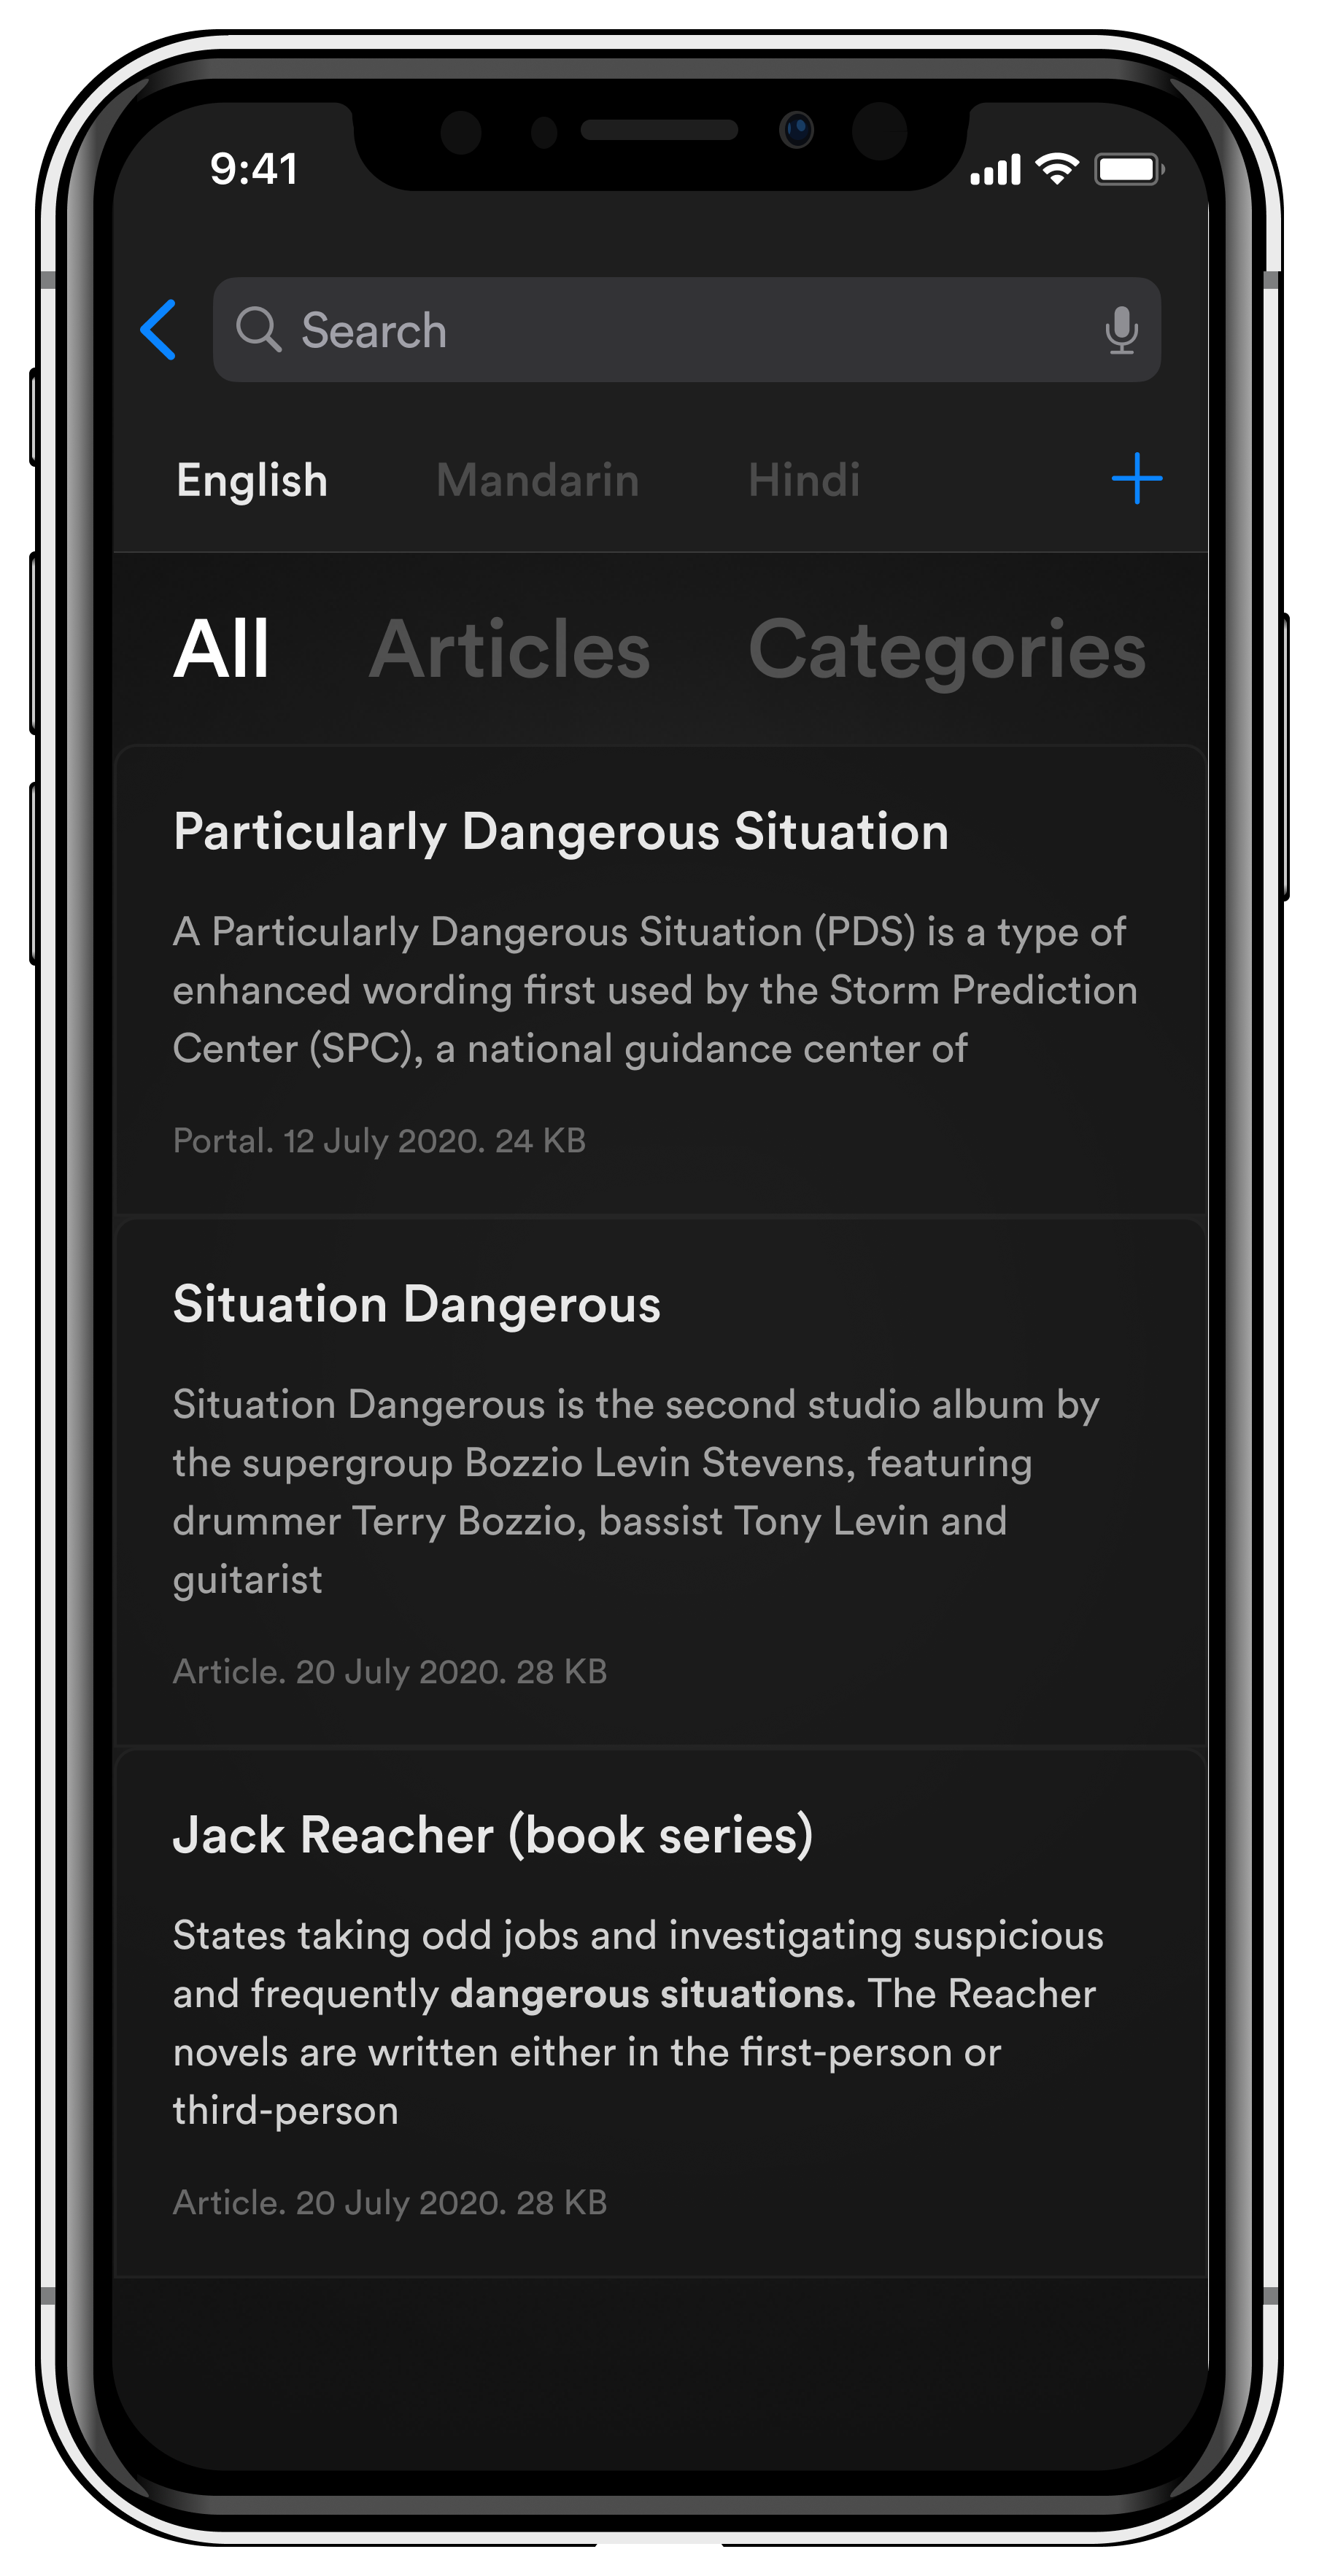 9:41
Search
English Mandarin Hindi
All Articles Categories
Particularly Dangerous Situation
A Particularly Dangerous Situation (PDS) is a type of
enhanced wording first used by the Storm Prediction
Center (SPC), a national guidance center of
Portal. 12 July 2020. 24 KB
Situation Dangerous
Situation Dangerous is the second studio album by
the supergroup Bozzio Levin Stevens, featuring
drummer Terry Bozzio, bassist Tony Levin and
guitarist
Article. 20 July 2020. 28 KB
Jack Reacher (book series)
States taking odd jobs and investigating suspicious
and frequently dangerous situations. The Reacher
novels are written either in the first-person or
third-person
Article. 20 July 2020. 28 KB